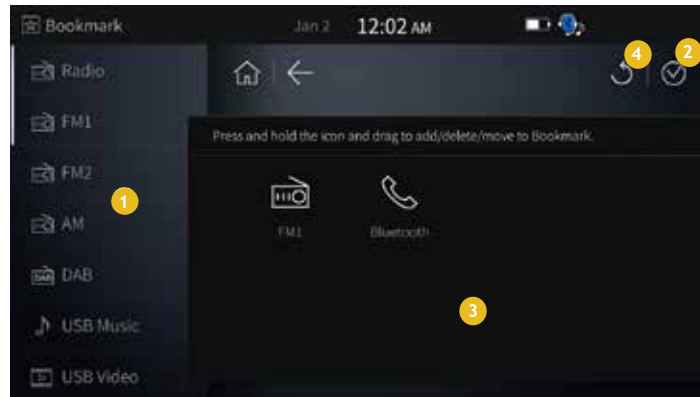 Bookmark
Jan 2 12:02 AM
4
2
Radio
FM1
Press and hold the icon and drag to add/delete/move to Bookmark.
FM2
1
FM1 Bluetooth
AM
DAB
DAB
3
USB Music
USB Video